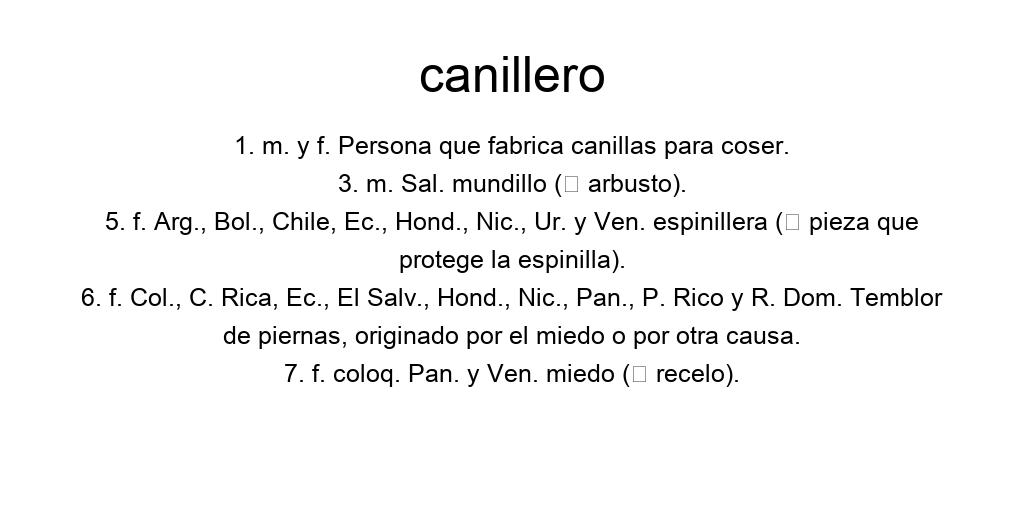 canillero
1. m. y f. Persona que fabrica canillas para coser.
3. m. Sal. mundillo (□ arbusto).
5. f. Arg., Bol., Chile, Ec., Hond., Nic., Ur. y Ven. espinillera (□ pieza que
protege la espinilla).
6. f. Col., C. Rica, Ec., El Salv., Hond., Nic., Pan., P. Rico y R. Dom. Temblor
de piernas, originado por el miedo o por otra causa.
7. f. coloq. Pan. y Ven. miedo (□ recelo).